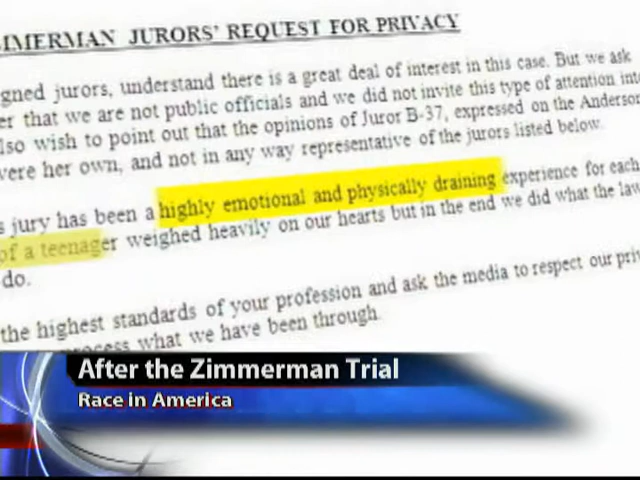 ZIMMERMAN JURORS' REQUEST FOR PRIVACY
gned jurors, understand there is a great deal of interest in this case. But we ask
er that we are not public officials and we did not invite this type of attention into
lso wish to point out that the opinions of Juror B-37, expressed on the Anderson
were her own, and not in any way representative of the jurors listed below.
s jury has been a highly emotional and physically draining experience for each
of a teenager weighed heavily on our hearts but in the end we did what the law
do.
the highest standards of your profession and ask the media to respect our priv
process what we have been through.
After the Zimmerman Trial
Race in America